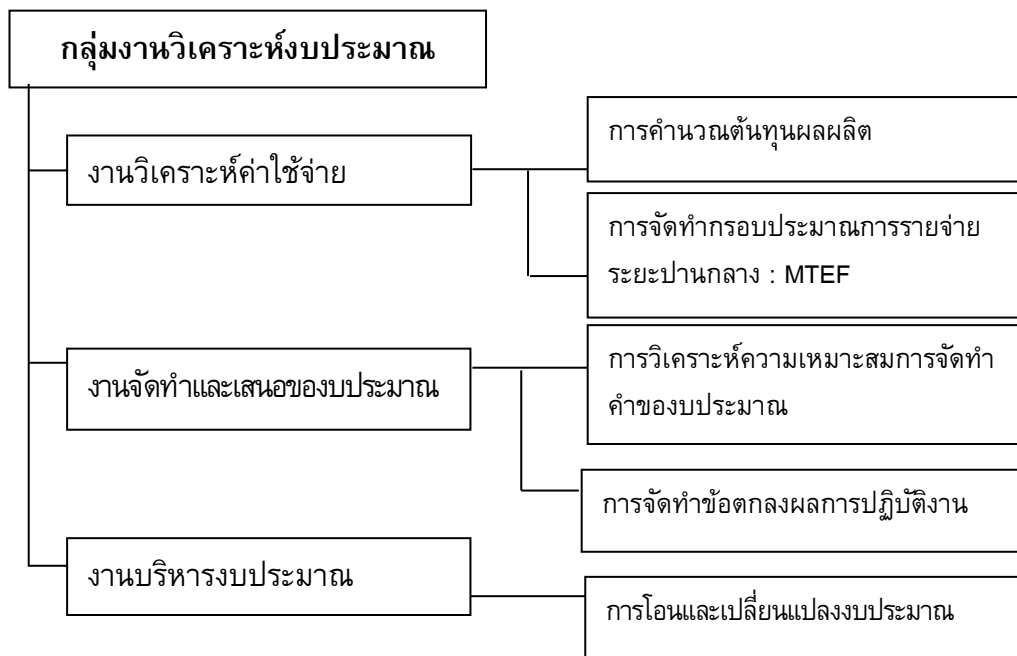 กลุ่มงานวิเคราะห์งบประมาณ
งานวิเคราะห์ค่าใช้จ่าย
การคำนวณต้นทุนผลผลิต
การจัดทำกรอบประมาณการรายจ่าย
ระยะปานกลาง : MTEF
งานจัดทำและเสนอของบประมาณ
การวิเคราะห์ความเหมาะสมการจัดทำ
คำของบประมาณ
การจัดทำข้อตกลงผลการปฏิบัติงาน
งานบริหารงบประมาณ
การโอนและเปลี่ยนแปลงงบประมาณ